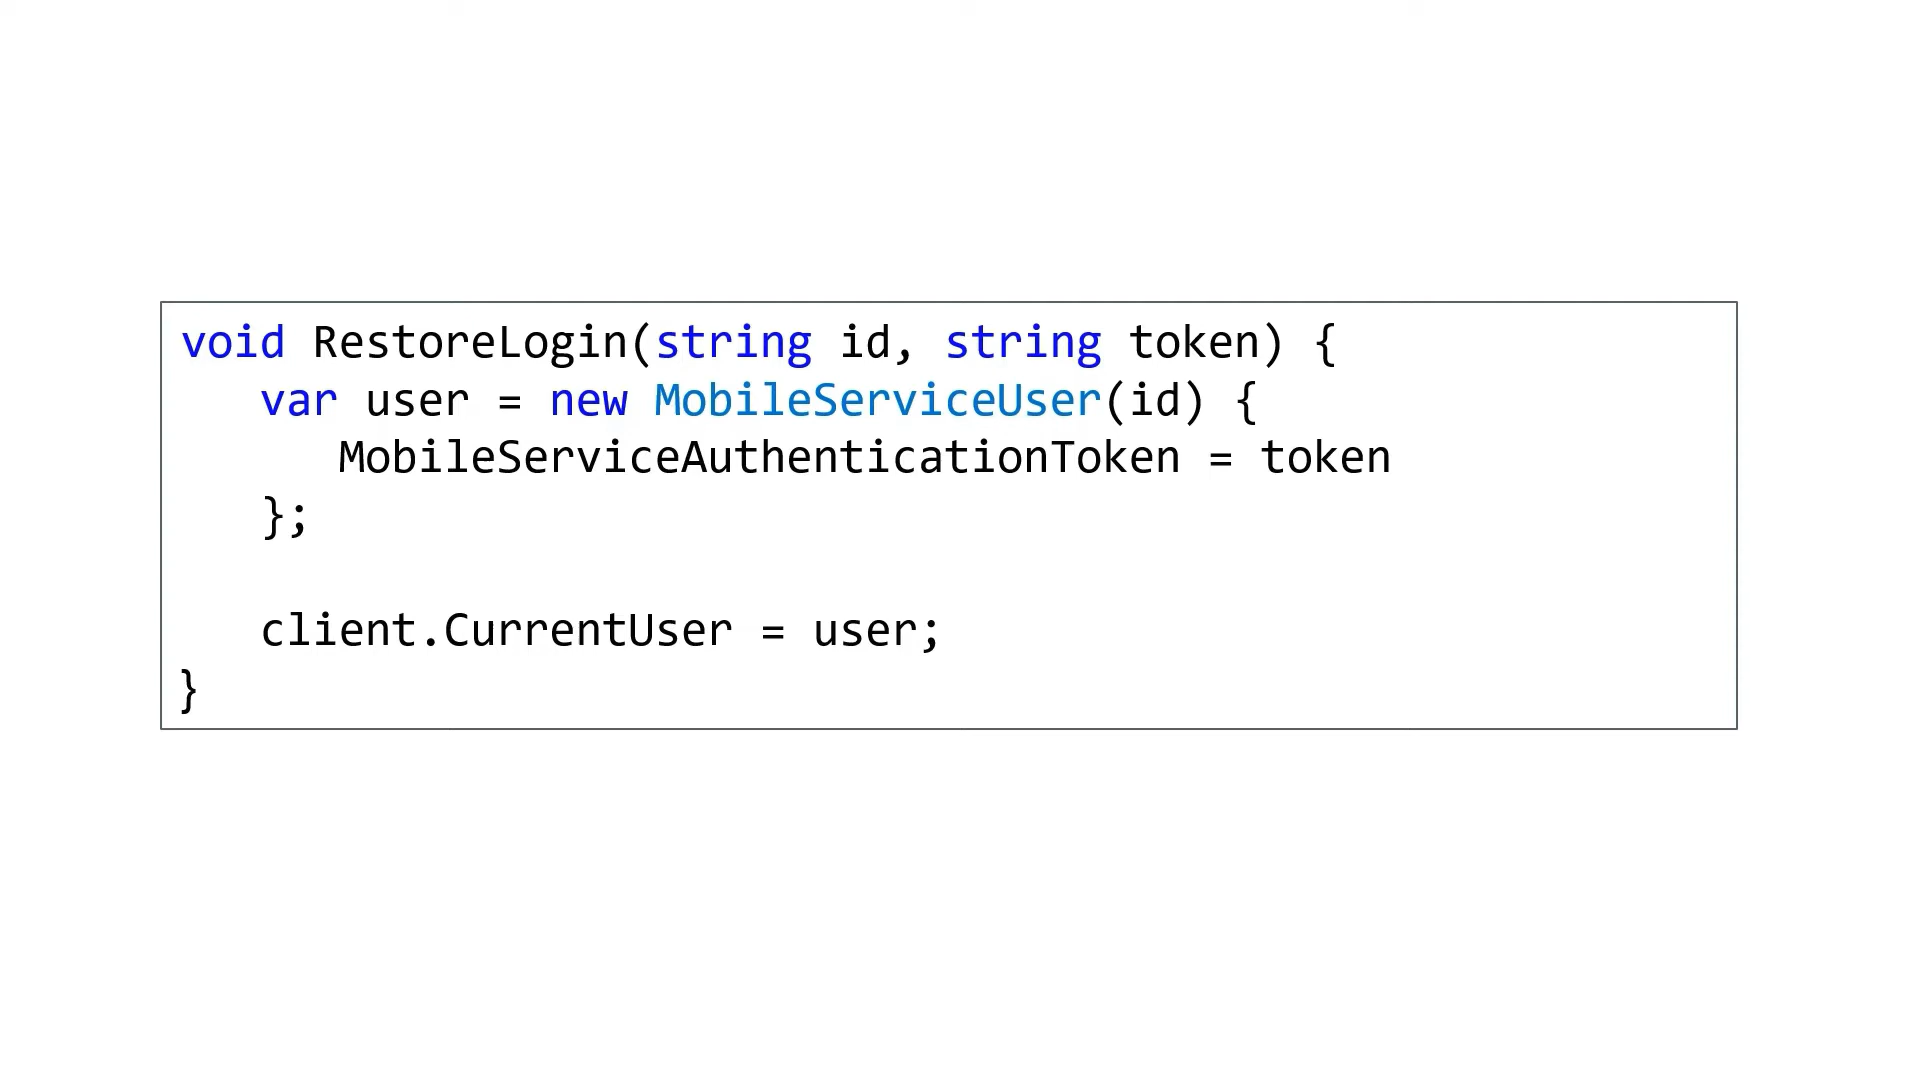 void RestoreLogin(string id, string token) {
   var user = new MobileServiceUser(id) {
      MobileServiceAuthenticationToken = token
   };

   client.CurrentUser = user;
}